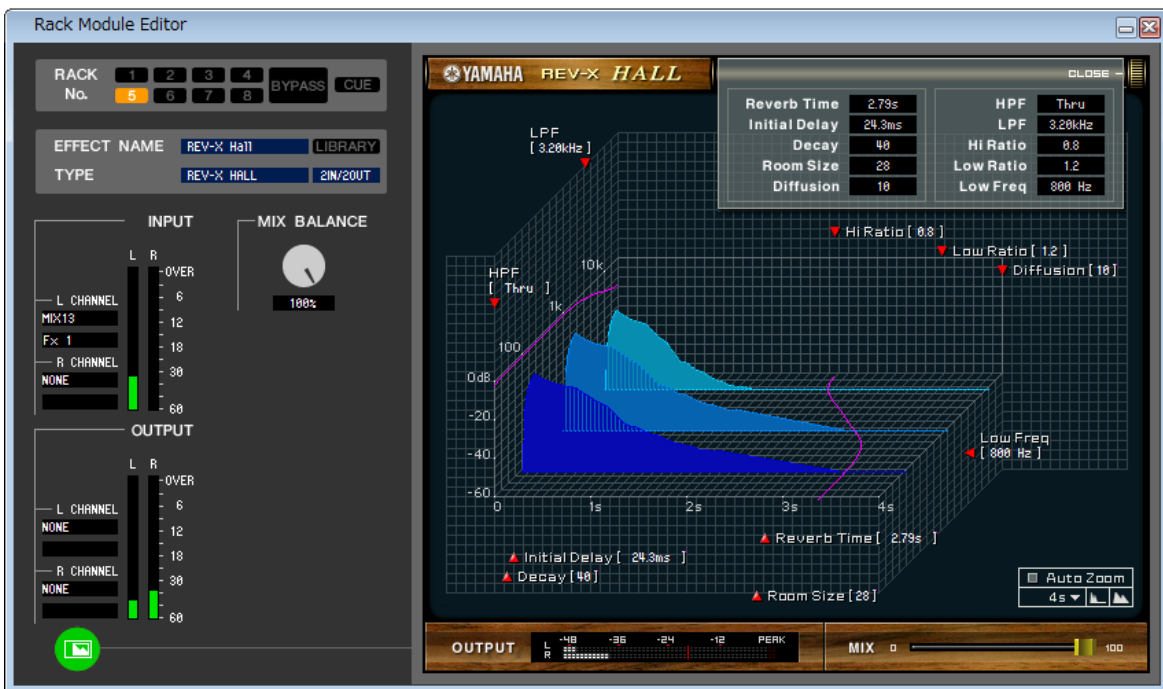 Rack Module Editor
RACK No.
1 2 3 4
5 6 7 8
BYPASS
CUE
EFFECT NAME REV-X Hall LIBRARY
TYPE REV-X HALL 2IN/2OUT
INPUT
L R
OVER
6
12
18
30
60
L CHANNEL
MIX13
Fx 1
R CHANNEL
NONE
MIX BALANCE
100%
OUTPUT
L R
OVER
6
12
18
30
60
L CHANNEL
NONE
R CHANNEL
NONE
YAMAHA REV-X HALL
CLOSE
Reverb Time 2.79s
Initial Delay 24.3ms
Decay 40
Room Size 28
Diffusion 10
HPF Thru
LPF 3.20kHz
Hi Ratio 0.8
Low Ratio 1.2
Low Freq 800 Hz
LPF
[ 3.20kHz ]
Hi Ratio [ 0.8 ]
Low Ratio [ 1.2 ]
Diffusion [ 10 ]
HPF
[ Thru ]
10k
1k
100
0dB
-20
-40
-60
0 1s 2s 3s 4s
Low Freq
[ 800 Hz ]
Reverb Time [ 2.79s ]
Initial Delay [ 24.3ms ]
Decay [40]
Room Size [28]
Auto Zoom
4s
OUTPUT
L
R
-48 -36 -24 -12 PEAK
MIX 0 100